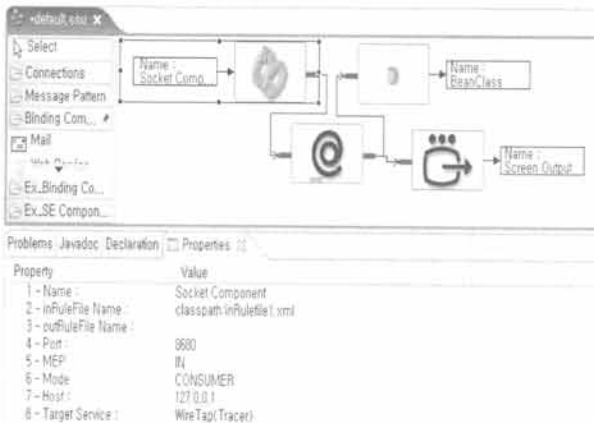 *default.esi X
Select
Connections
Message Pattern
Binding Com...
Mail
Ex_Binding Co...
Ex_SE Compon...
Name :
Socket Comp...
Name :
BeanClass
Name :
Screen Output
Problems Javadoc Declaration Properties
Property Value
1 - Name : Socket Component
2 - inRuleFile Name : classpath:inRulefile1.xml
3 - outRuleFile Name :
4 - Port : 8680
5 - MEP IN
6 - Mode CONSUMER
7 - Host : 127.0.0.1
8 - Target Service : WireTap(Tracer)